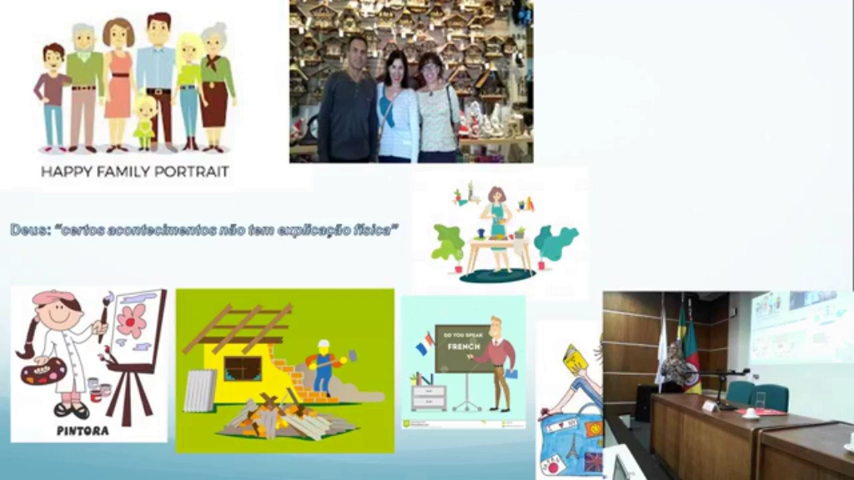 HAPPY FAMILY PORTRAIT
Deus: “certos acontecimentos não tem explicação física”
DO YOU SPEAK
FRENCH
PINTORA